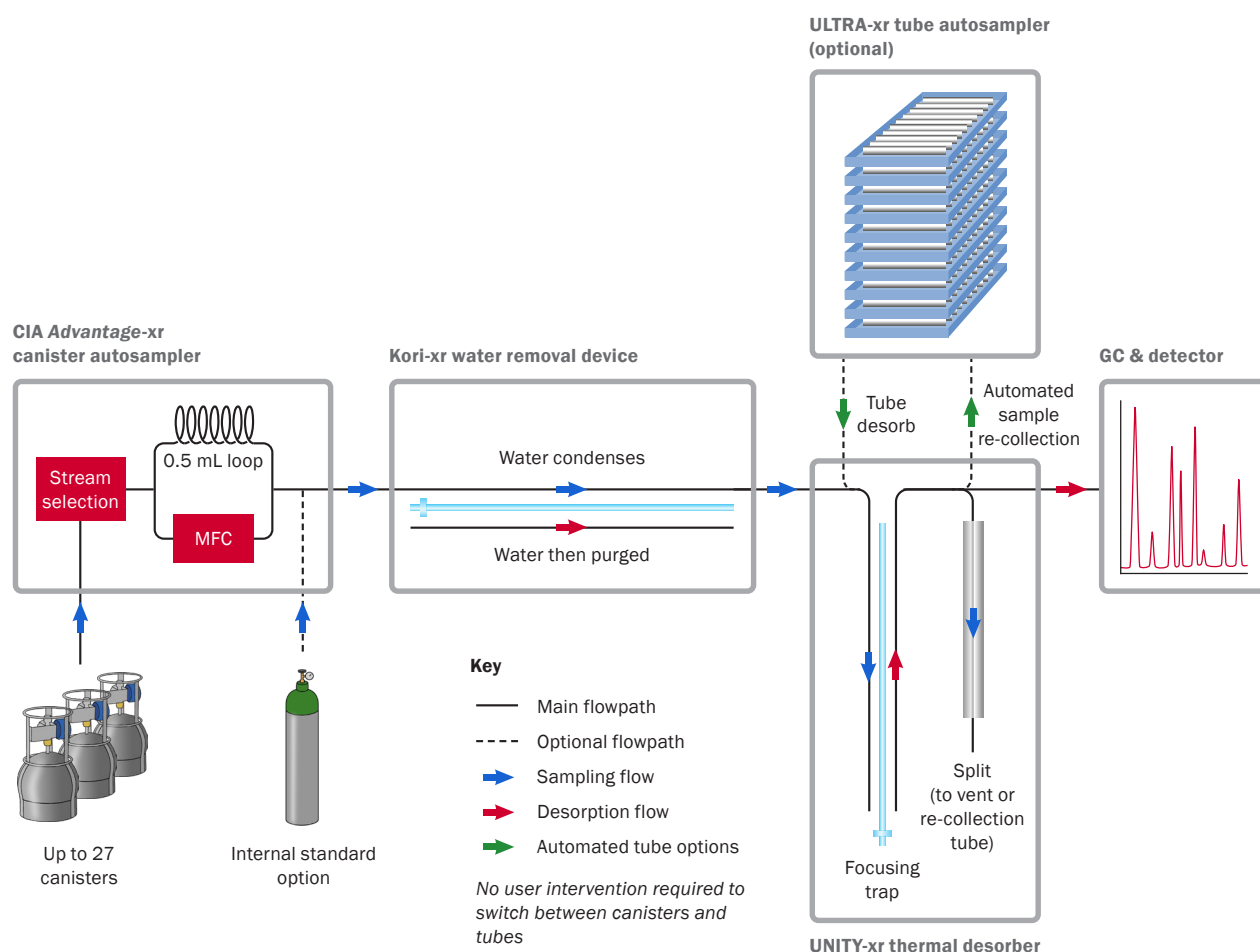 ULTRA-xr tube autosampler
(optional)
CIA Advantage-xr
canister autosampler
Kori-xr water removal device
GC & detector
Tube
desorb
Automated
sample
re-collection
0.5 mL loop
Stream
selection
MFC
Water condenses
Water then purged
Key
Main flowpath
Optional flowpath
Sampling flow
Desorption flow
Automated tube options
No user intervention required to
switch between canisters and
tubes
Up to 27
canisters
Internal standard
option
Split
(to vent or
re-collection
tube)
Focusing
trap
UNITY-xr thermal desorber